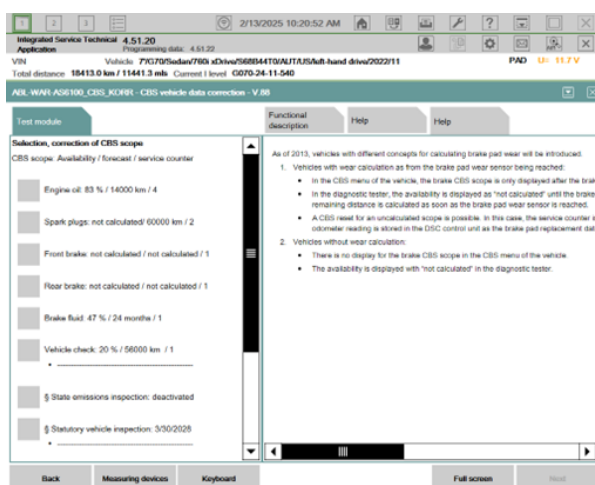 1 2 3 2/13/2025 10:20:52 AM ?
Integrated Service Technical Application 4.51.20
Programming data: 4.51.22
VIN Vehicle 7'/G70/Sedan/760i xDrive/S68B44T0/AUT/US/left-hand drive/2022/11 PAD U: 11.7 V
Total distance 18413.0 km / 11441.3 mls Current I level G070-24-11-540
ABL-WAR-AS6100_CBS_KORR - CBS vehicle data correction - V.88
Test module
Functional description
Help
Help
Selection, correction of CBS scope
CBS scope: Availability / forecast / service counter
Engine oil: 83 % / 14000 km / 4
Spark plugs: not calculated/ 60000 km / 2
Front brake: not calculated / not calculated / 1
Rear brake: not calculated / not calculated / 1
Brake fluid: 47 % / 24 months / 1
Vehicle check: 20 % / 56000 km / 1
§ State emissions inspection: deactivated
§ Statutory vehicle inspection: 3/30/2028
As of 2013, vehicles with different concepts for calculating brake pad wear will be introduced.
1. Vehicles with wear calculation as from the brake pad wear sensor being reached:
• In the CBS menu of the vehicle, the brake CBS scope is only displayed after the
• In the diagnostic tester, the availability is displayed as "not calculated" until the brake
remaining distance is calculated as soon as the brake pad wear sensor is reached.
• A CBS reset for an uncalculated scope is possible. In this case, the service counter
odometer reading is stored in the DSC control unit as the brake pad replacement
2. Vehicles without wear calculation:
• There is no display for the brake CBS scope in the CBS menu of the vehicle.
• The availability is displayed with "not calculated" in the diagnostic tester.
Back
Measuring devices
Keyboard
Full screen
Next